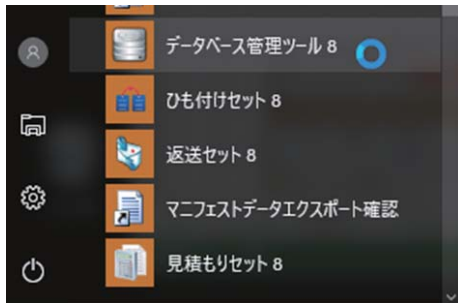 データベース管理ツール 8
ひも付けセット 8
返送セット 8
マニフェストデータエクスポート確認
見積もりセット 8